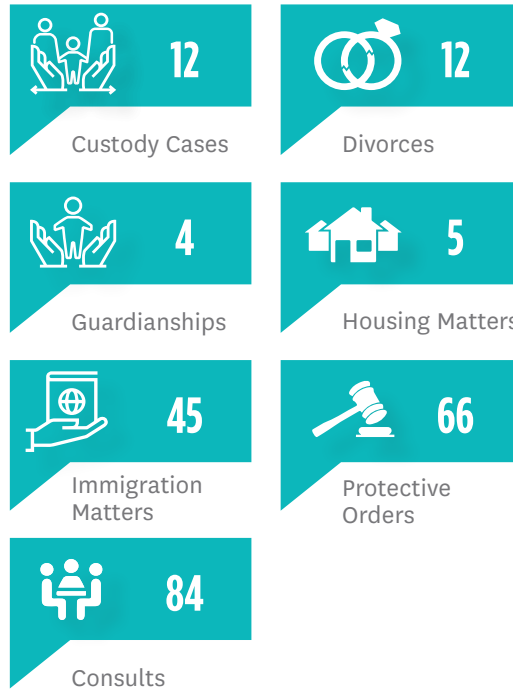 12
Custody Cases
12
Divorces
4
Guardianships
5
Housing Matters
45
Immigration
Matters
66
Protective
Orders
84
Consults